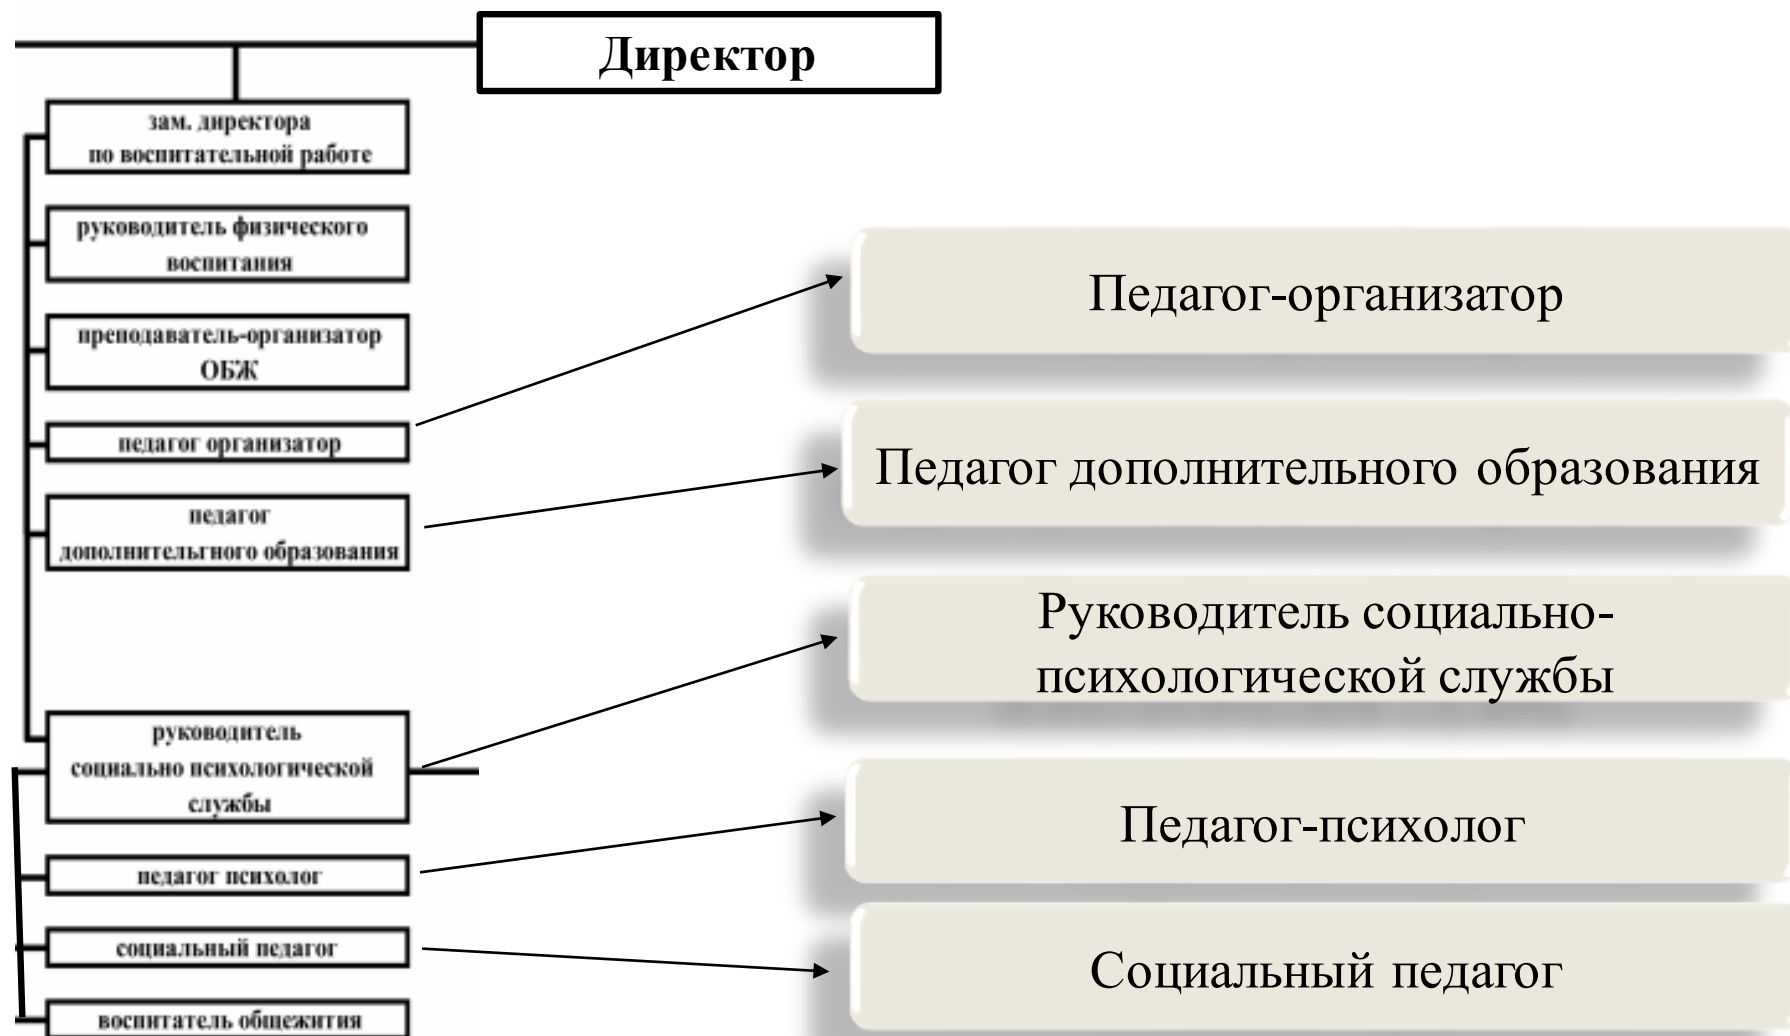 Директор
зам. директора
по воспитательной работе
руководитель физического
воспитания
преподаватель-организатор
ОБЖ
педагог организатор
педагог
дополнительгного образования
руководитель
социально психологической
службы
педагог психолог
социальный педагог
воспитатель общежития
Педагог-организатор
Педагог дополнительного образования
Руководитель социально-
психологической службы
Педагог-психолог
Социальный педагог